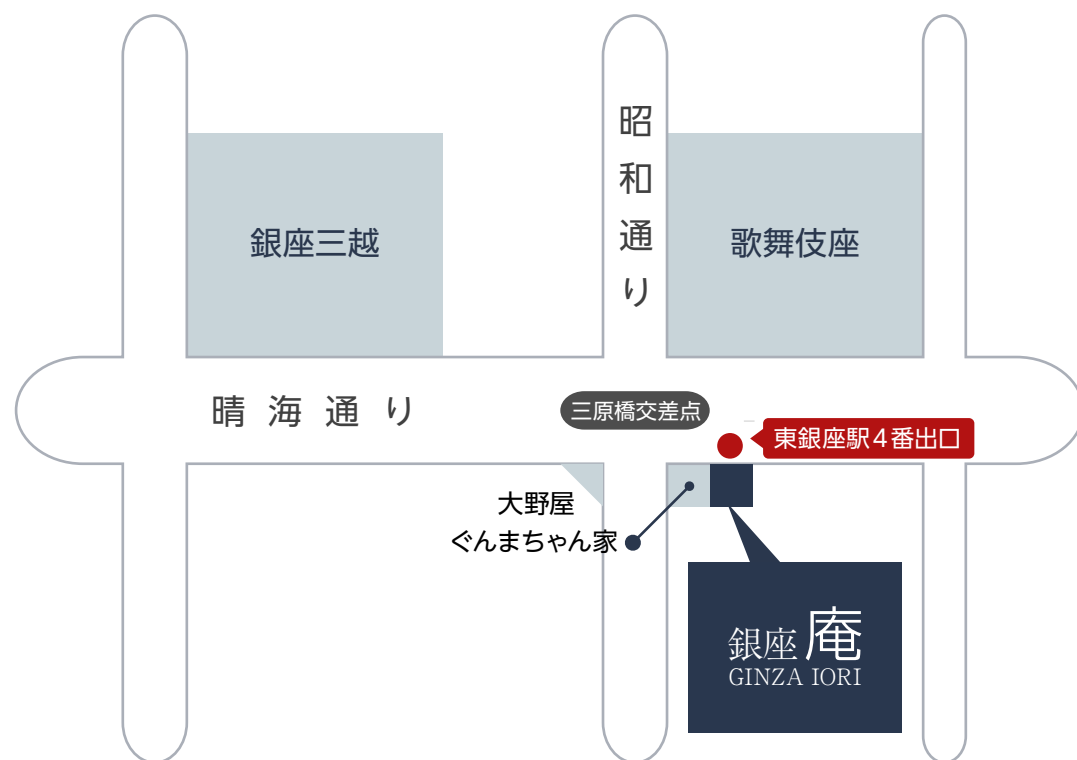 昭和通り
銀座三越
歌舞伎座
晴海通り
三原橋交差点
東銀座駅4番出口
大野屋
ぐんまちゃん家
銀座 庵
GINZA IORI